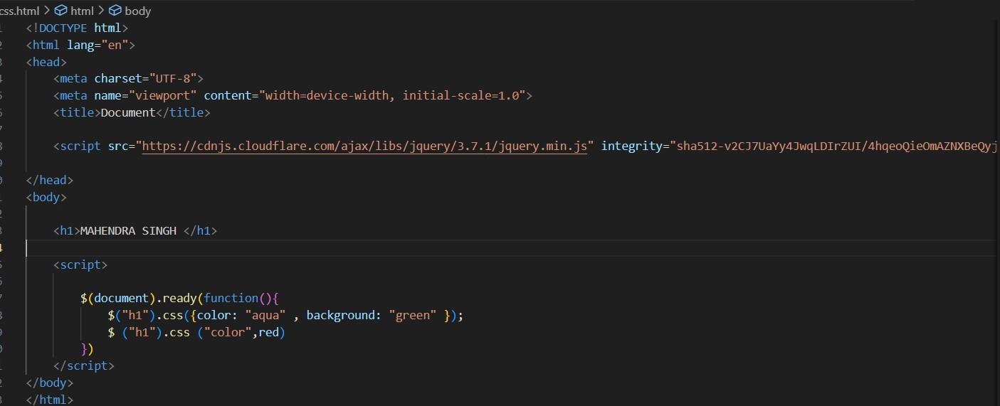 css.html > html > body
<!DOCTYPE html>
<html lang="en">
<head>
<meta charset="UTF-8">
<meta name="viewport" content="width=device-width, initial-scale=1.0">
<title>Document</title>
<script src="https://cdnjs.cloudflare.com/ajax/libs/jquery/3.7.1/jquery.min.js" integrity="sha512-v2CJ7UaYy4JwqLDIrZUI/4hqeoQieOmAZNXBeQyj
</head>
<body>
<h1>MAHENDRA SINGH </h1>
<script>
$(document).ready(function(){
$("h1").css({color: "aqua" , background: "green" });
$ ("h1").css ("color",red)
})
</script>
</body>
</html>